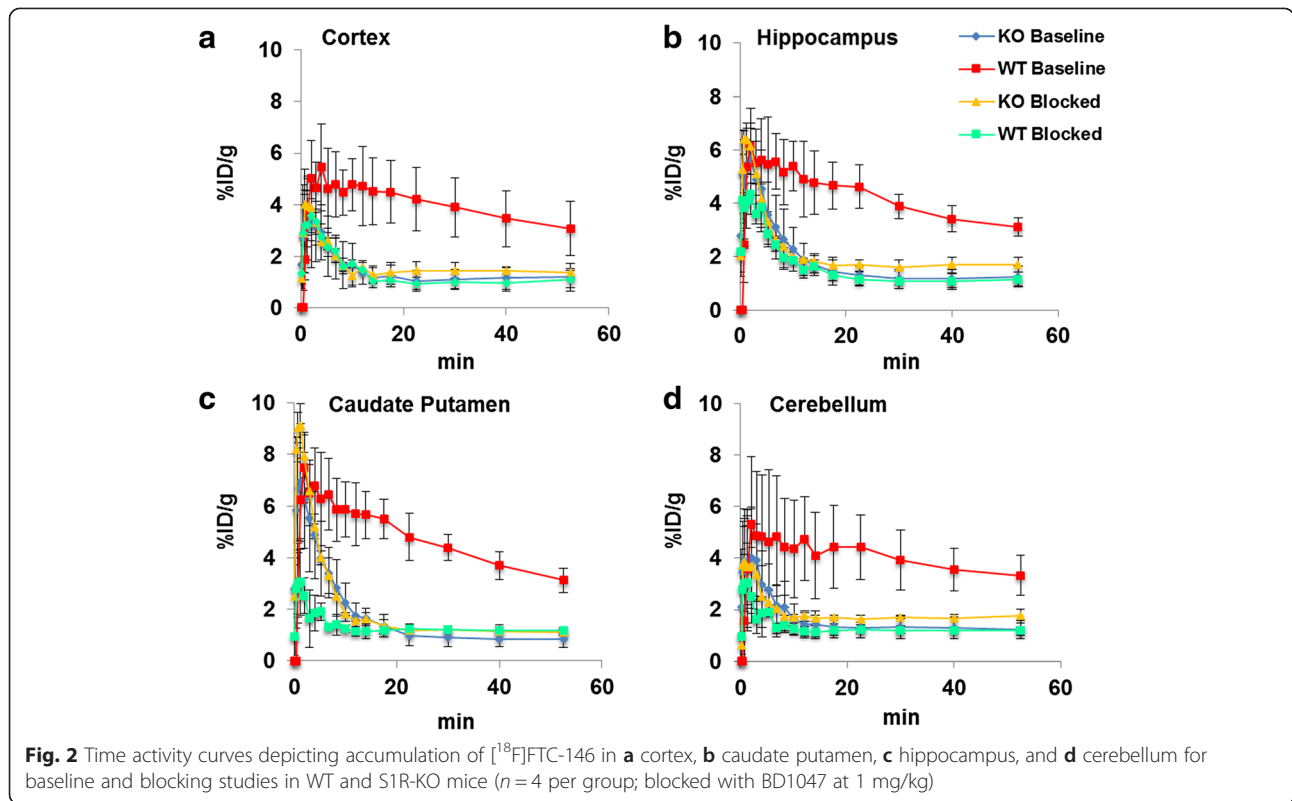 a
Cortex
10
8
6
4
2
0
%ID/g
0 20 40 60
min
b
Hippocampus
10
8
6
4
2
0
%ID/g
0 20 40 60
min
KO Baseline
WT Baseline
KO Blocked
WT Blocked
c
Caudate Putamen
10
8
6
4
2
0
%ID/g
0 20 40 60
min
d
Cerebellum
10
8
6
4
2
0
%ID/g
0 20 40 60
min
Fig. 2 Time activity curves depicting accumulation of [18F]FTC-146 in a cortex, b caudate putamen, c hippocampus, and d cerebellum for
baseline and blocking studies in WT and S1R-KO mice (n = 4 per group; blocked with BD1047 at 1 mg/kg)